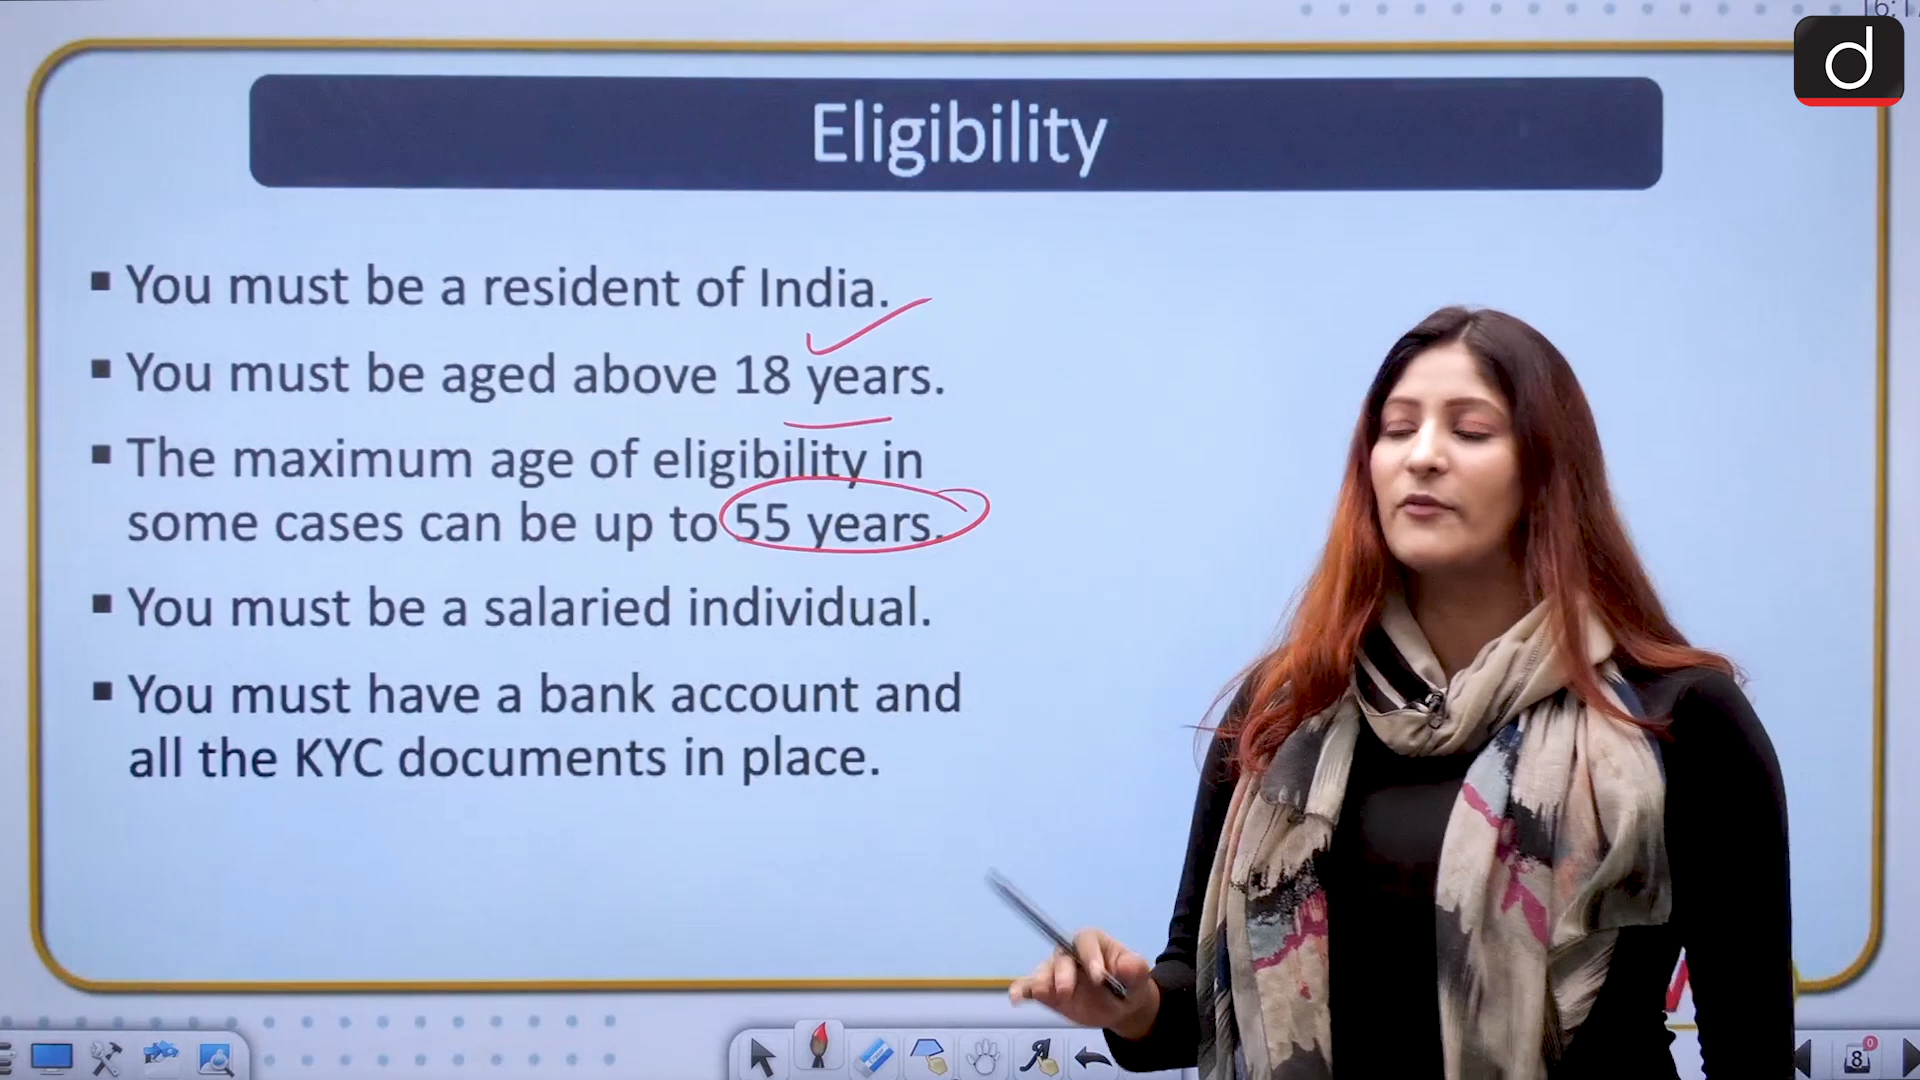 Eligibility
▪ You must be a resident of India.
▪ You must be aged above 18 years.
▪ The maximum age of eligibility in
some cases can be up to 55 years.
▪ You must be a salaried individual.
▪ You must have a bank account and
all the KYC documents in place.
d
8
0